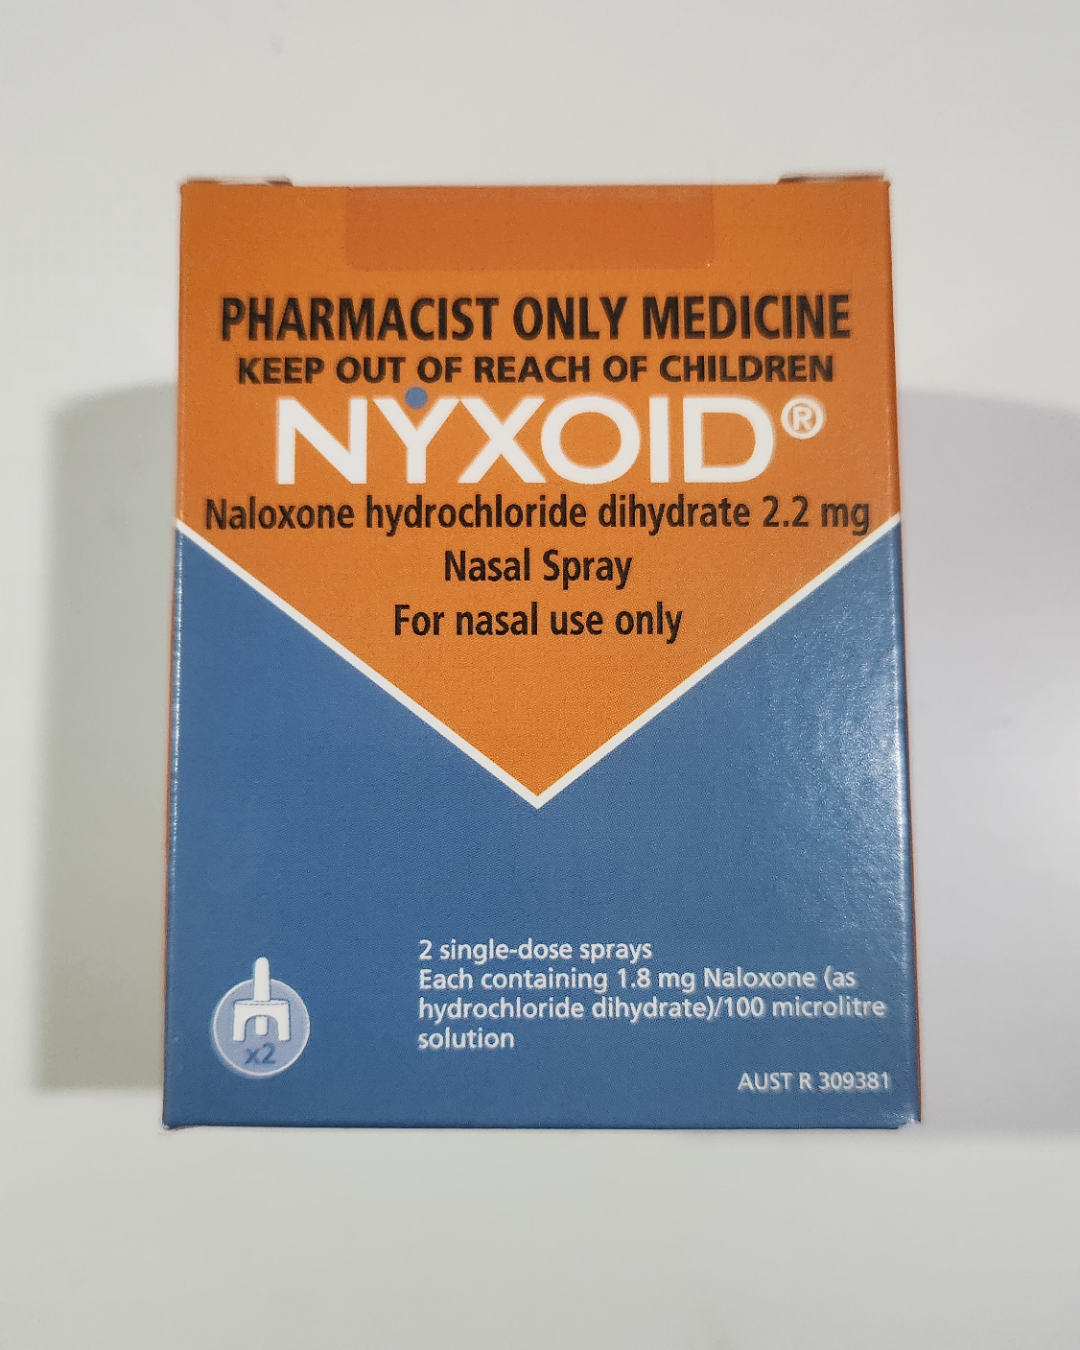 PHARMACIST ONLY MEDICINE
KEEP OUT OF REACH OF CHILDREN
NYXOID®
Naloxone hydrochloride dihydrate 2.2 mg
Nasal Spray
For nasal use only
2 single-dose sprays
Each containing 1.8 mg Naloxone (as
hydrochloride dihydrate)/100 microlitre
solution
x2
AUST R 309381